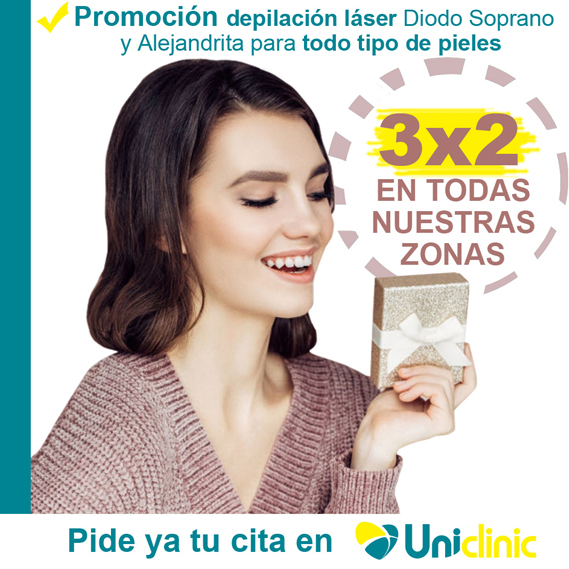 Promoción depilación láser Diodo Soprano
y Alejandrita para todo tipo de pieles
3x2
EN TODAS
NUESTRAS
ZONAS
Pide ya tu cita en Uniclinic